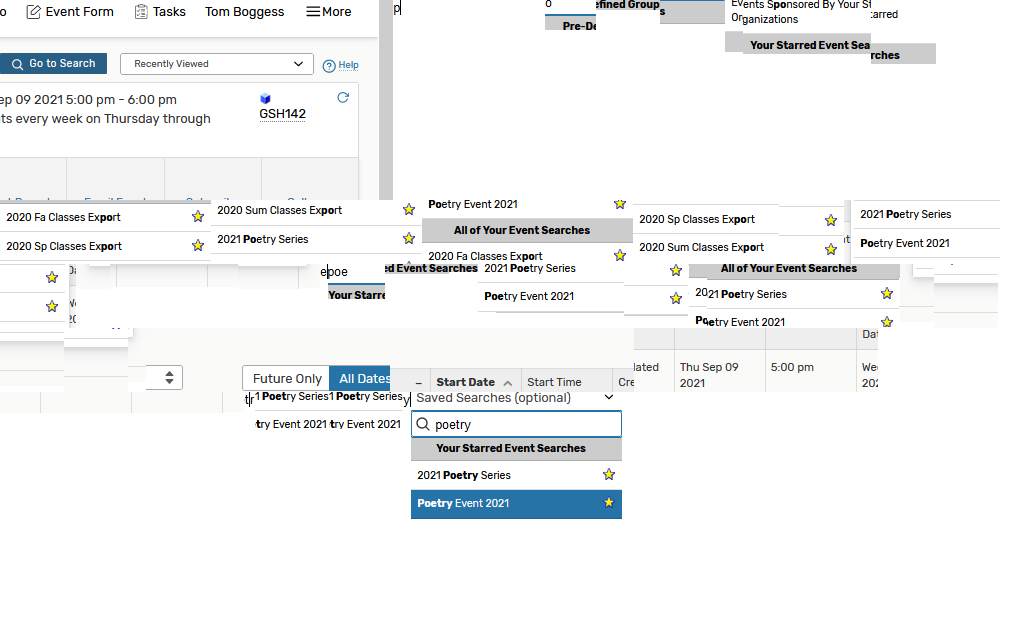 o Event Form Tasks Tom Boggess More
p
o
efined Group
s
Pre-De
Events Sponsored By Your St
arred
Organizations
Your Starred Event Sea
rches
Go to Search Recently Viewed Help
ep 09 2021 5:00 pm - 6:00 pm
GSH142
ts every week on Thursday through
2020 Fa Classes Export
2020 Sp Classes Export
2020 Sum Classes Export
2021 Poetry Series
Poetry Event 2021
All of Your Event Searches
2020 Fa Classes Export
2020 Sp Classes Export
2020 Sum Classes Export
2021 Poetry Series
Poetry Event 2021
epoe
ed Event Searches
Your Starre
2021 Poetry Series
Poetry Event 2021
All of Your Event Searches
2021 Poetry Series
Poetry Event 2021
Dat
lated Thu Sep 09 2021 5:00 pm
Future Only All Dates
– Start Date Start Time Cre
tr
1 Poetry Series1 Poetry Series
y
try Event 2021 try Event 2021
Saved Searches (optional)
poetry
Your Starred Event Searches
2021 Poetry Series
Poetry Event 2021